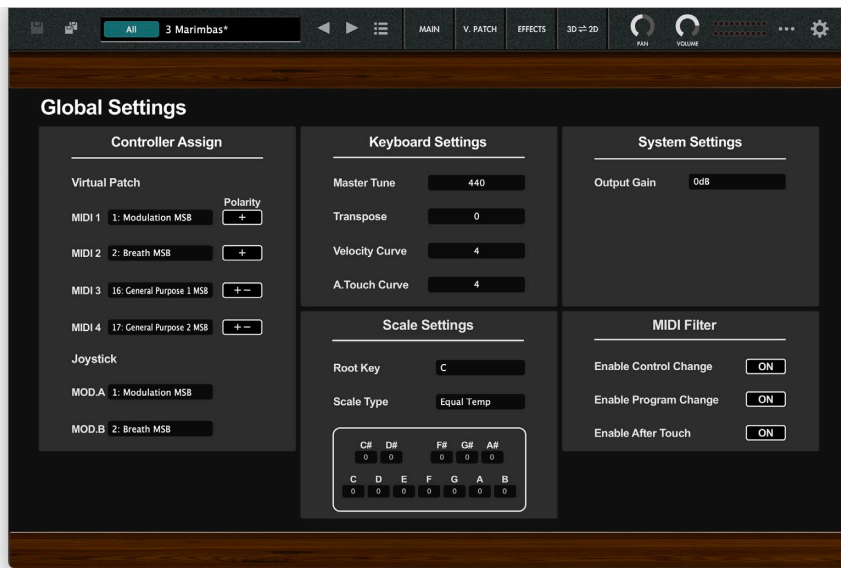 All 3 Marimbas* MAIN V. PATCH EFFECTS 3D⇌2D PAN VOLUME
Global Settings
Controller Assign
Virtual Patch
Polarity
MIDI 1 1: Modulation MSB +
MIDI 2 2: Breath MSB +
MIDI 3 16: General Purpose 1 MSB +−
MIDI 4 17: General Purpose 2 MSB +−
Joystick
MOD.A 1: Modulation MSB
MOD.B 2: Breath MSB
Keyboard Settings
Master Tune 440
Transpose 0
Velocity Curve 4
A.Touch Curve 4
Scale Settings
Root Key C
Scale Type Equal Temp
C# D# F# G# A#
0 0 0 0 0
C D E F G A B
0 0 0 0 0 0 0
System Settings
Output Gain 0dB
MIDI Filter
Enable Control Change ON
Enable Program Change ON
Enable After Touch ON